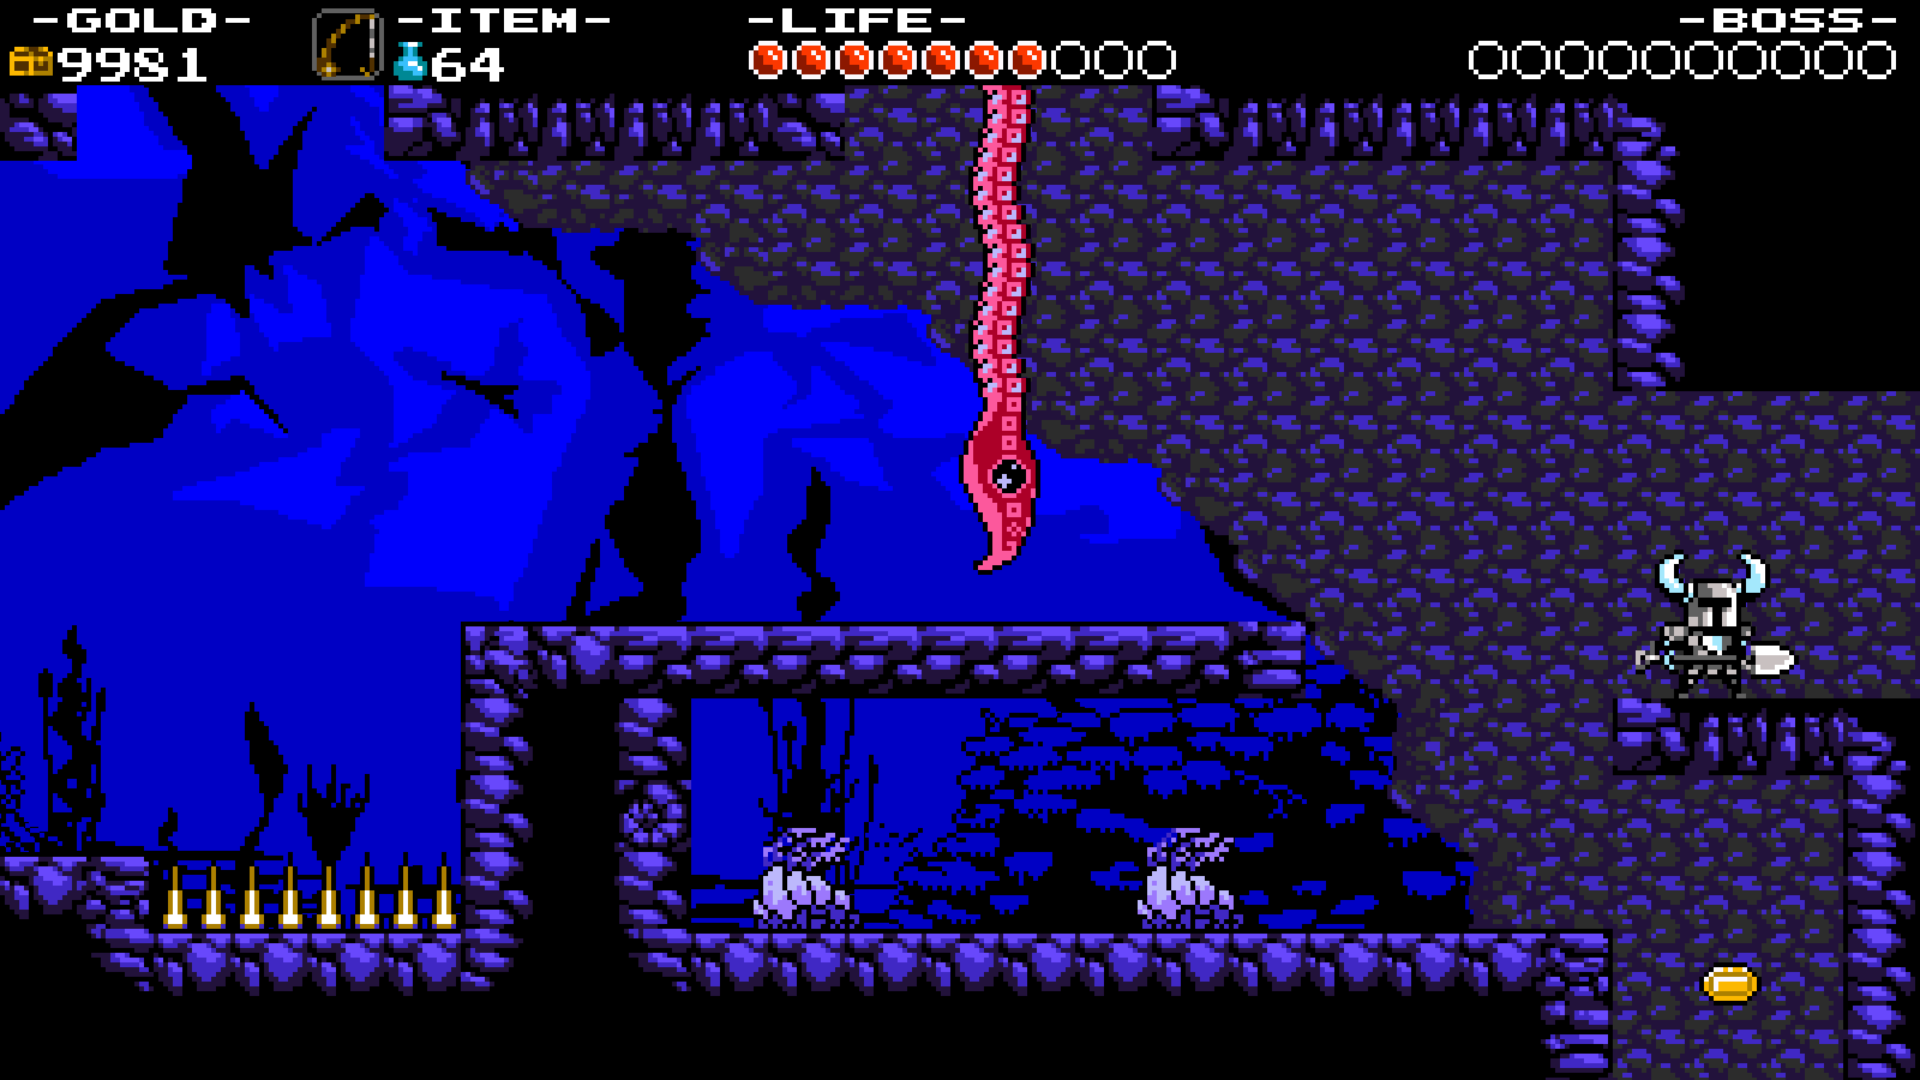 -GOLD-
9981
-ITEM-
64
-LIFE-
-BOSS-